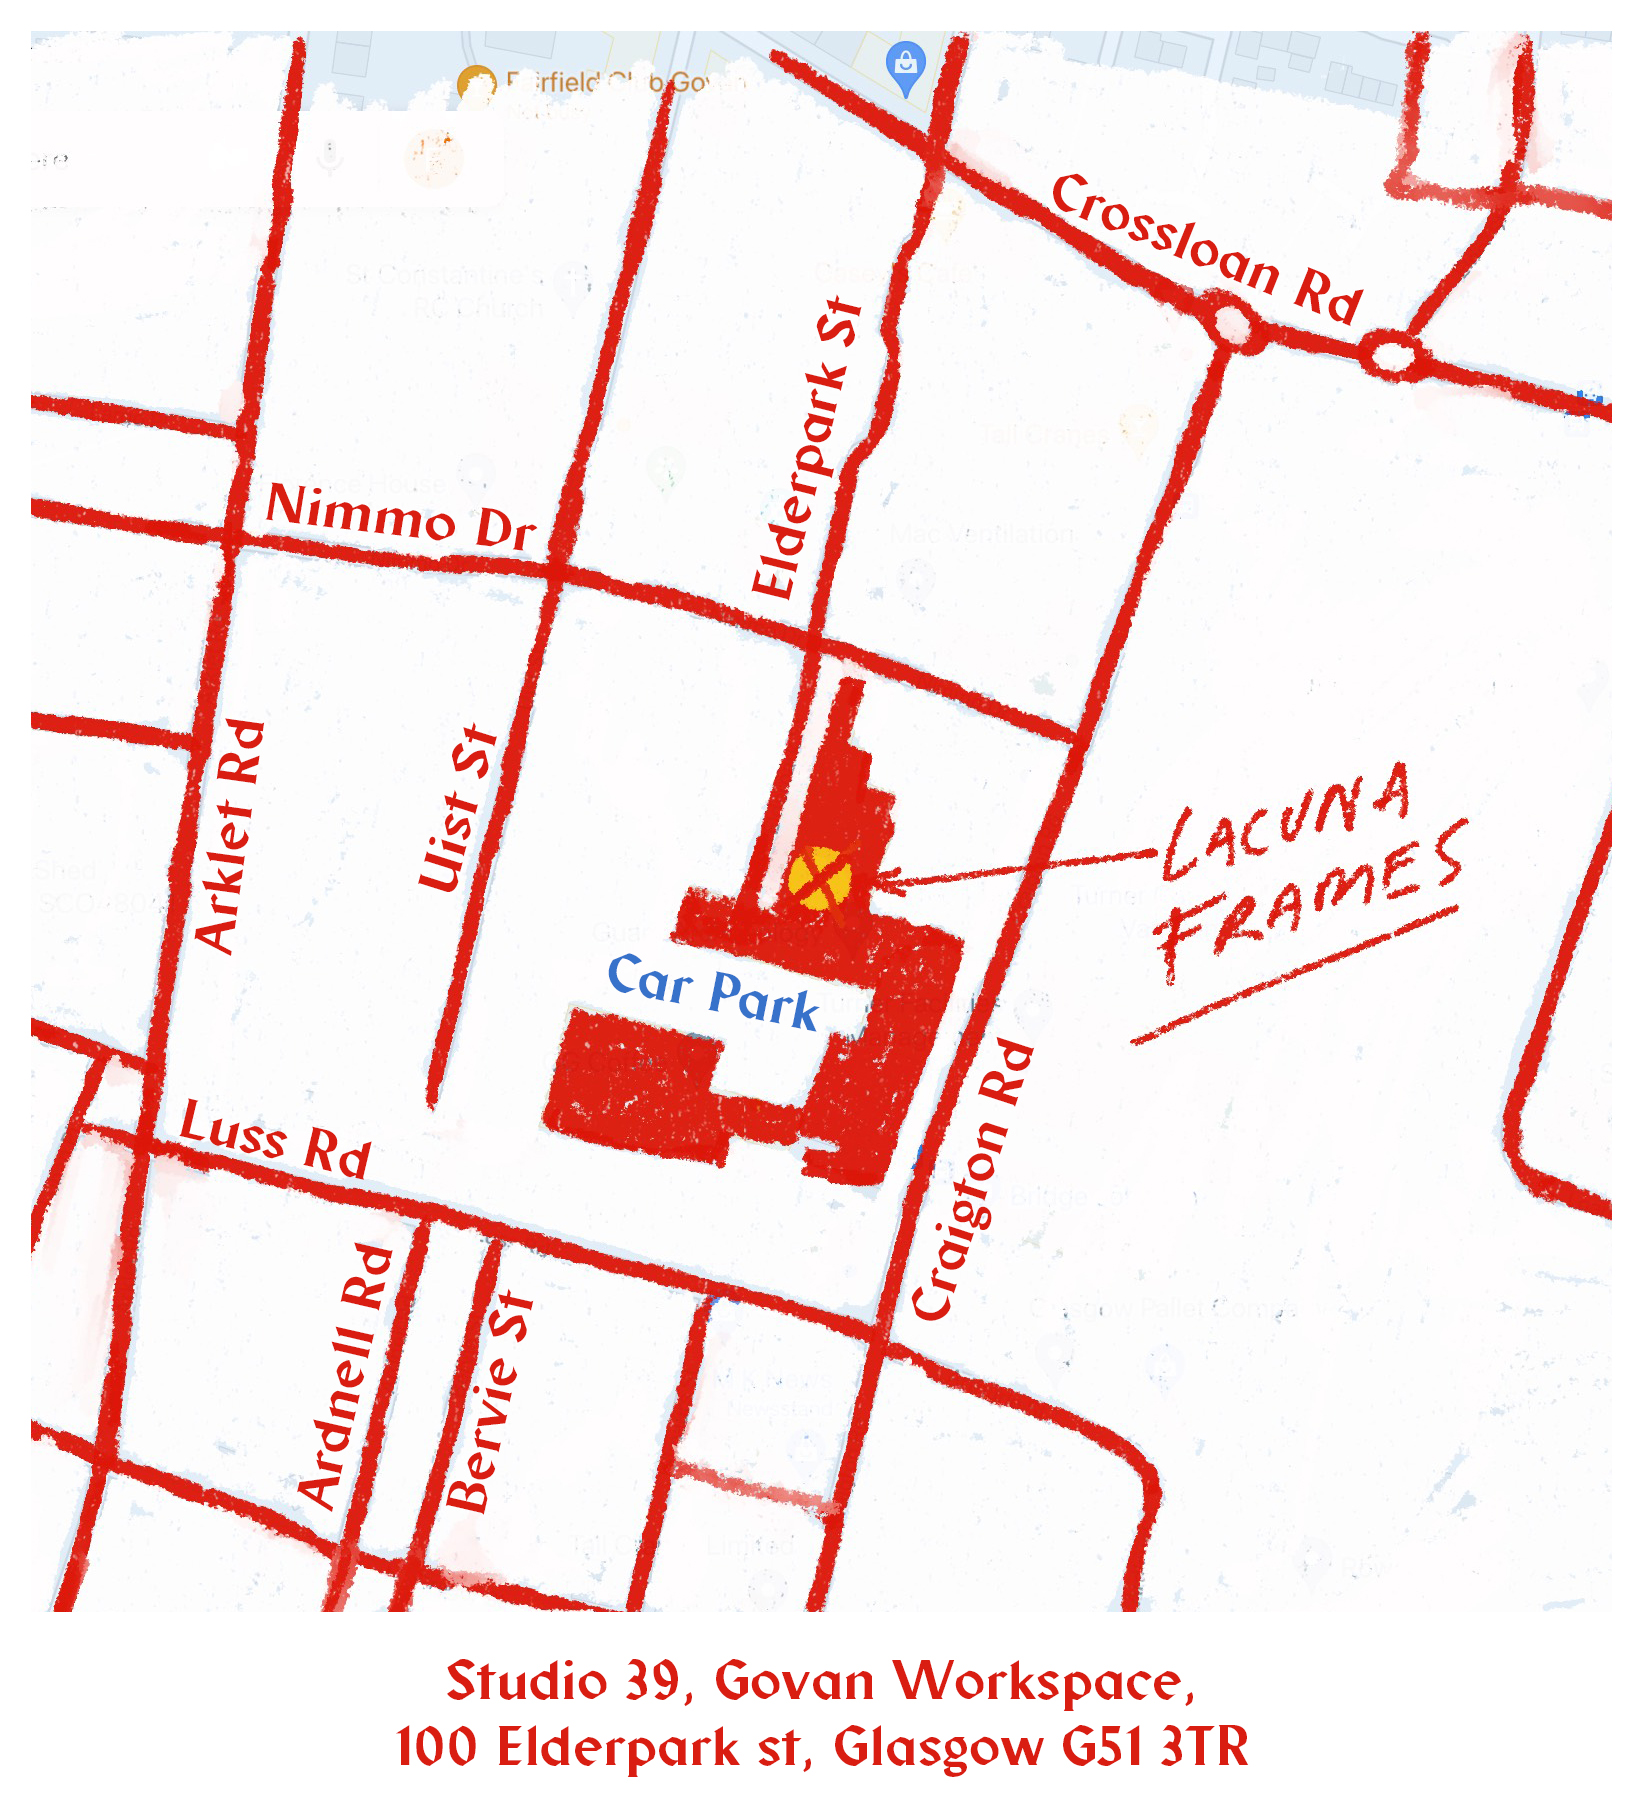 Crossloan Rd
Elderpark St
Nimmo Dr
Uist St
Arklet Rd
LACUNA
FRAMES
Car Park
Craigton Rd
Luss Rd
Ardnell Rd
Bervie St
Studio 39, Govan Workspace,
100 Elderpark st, Glasgow G51 3TR